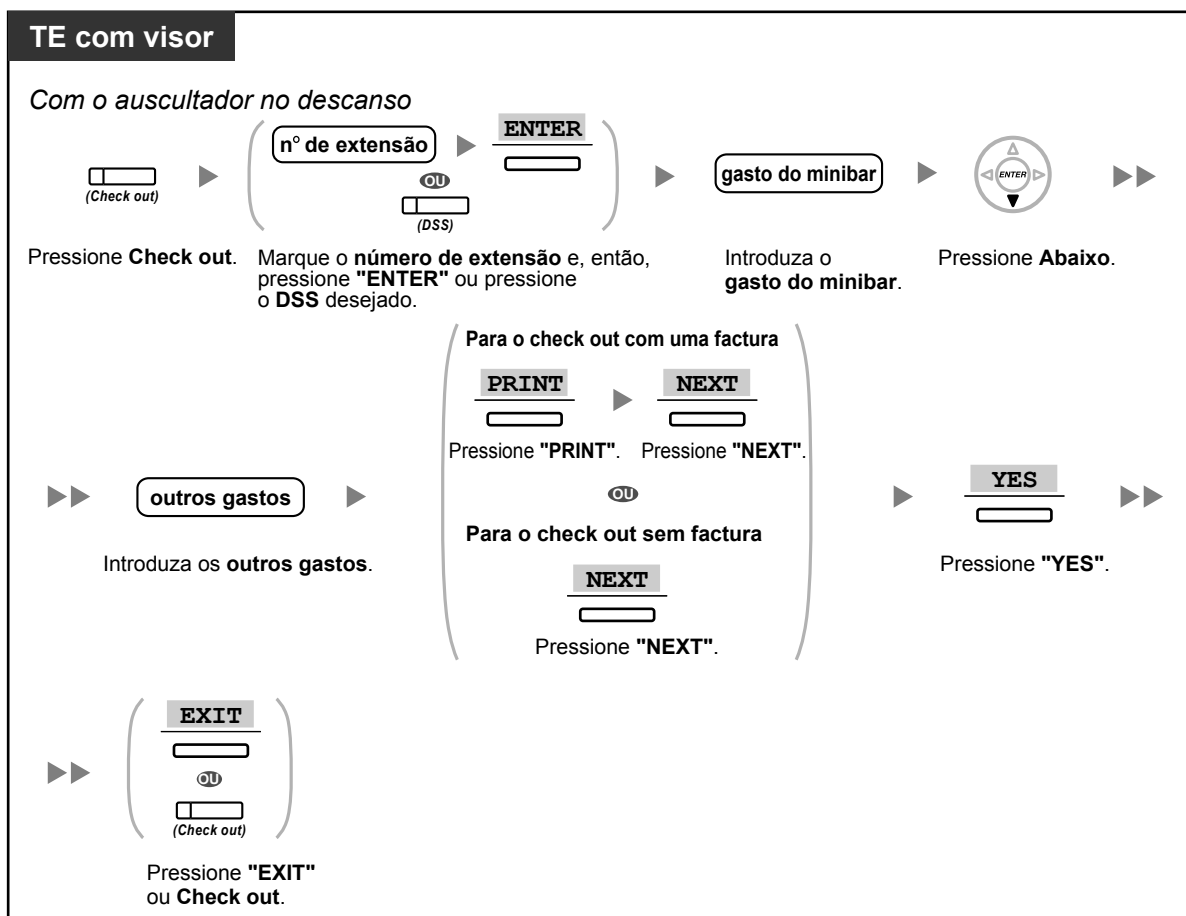 TE com visor
Com o auscultador no descanso
(Check out)
nº de extensão
ENTER
OU
(DSS)
gasto do minibar
ENTER
Pressione Check out.
Marque o número de extensão e, então,
pressione "ENTER" ou pressione
o DSS desejado.
Introduza o
gasto do minibar.
Pressione Abaixo.
outros gastos
Introduza os outros gastos.
Para o check out com uma factura
PRINT
NEXT
Pressione "PRINT".
Pressione "NEXT".
OU
Para o check out sem factura
NEXT
Pressione "NEXT".
YES
Pressione "YES".
EXIT
OU
(Check out)
Pressione "EXIT"
ou Check out.